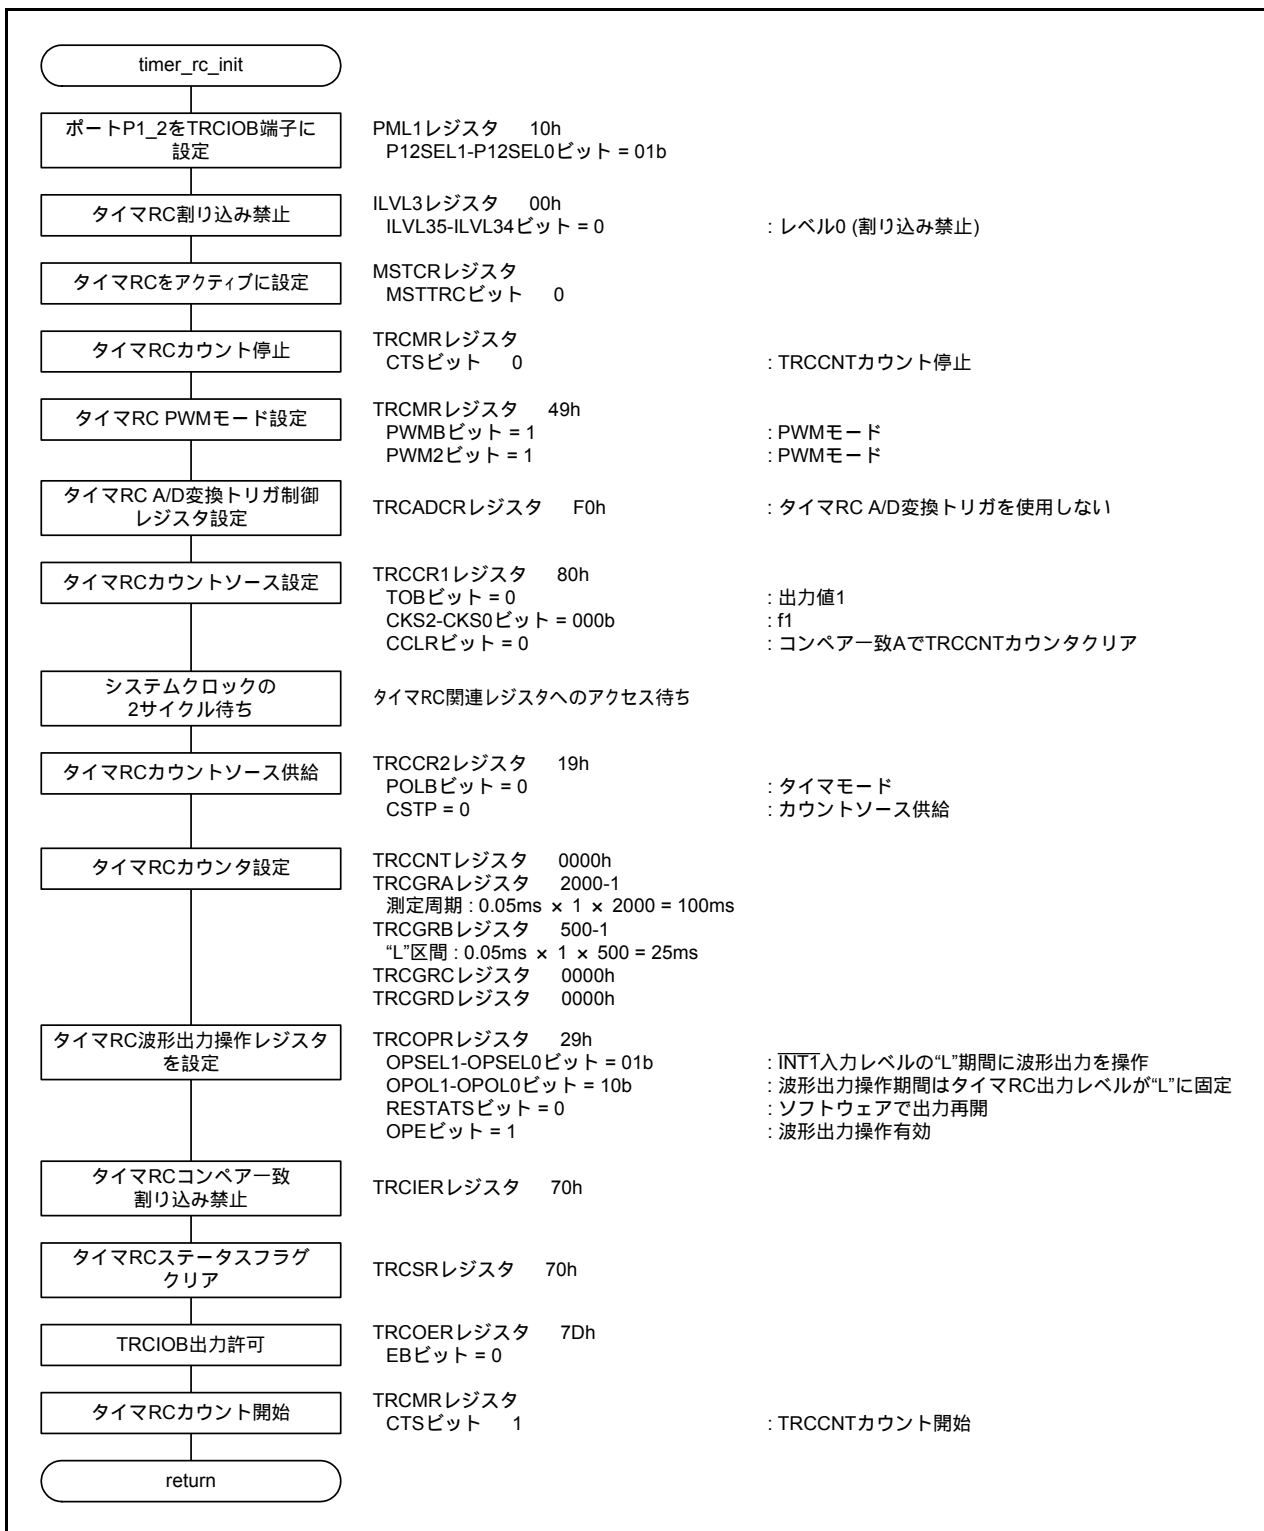 timer_rc_init
ポートP1_2をTRCIOB端子に
設定
PML1レジスタ 10h
P12SEL1-P12SEL0ビット = 01b
タイマRC割り込み禁止
ILVL3レジスタ 00h
ILVL35-ILVL34ビット = 0 : レベル0 (割り込み禁止)
タイマRCをアクティブに設定
MSTCRレジスタ
MSTTRCビット 0
タイマRCカウント停止
TRCMRレジスタ
CTSビット 0 : TRCCNTカウント停止
タイマRC PWMモード設定
TRCMRレジスタ 49h
PWMBビット = 1 : PWMモード
PWM2ビット = 1 : PWMモード
タイマRC A/D変換トリガ制御
レジスタ設定
TRCADCRレジスタ F0h : タイマRC A/D変換トリガを使用しない
タイマRCカウントソース設定
TRCCR1レジスタ 80h
TOBビット = 0 : 出力値1
CKS2-CKS0ビット = 000b : f1
CCLRビット = 0 : コンペア一致AでTRCCNTカウンタクリア
システムクロックの
2サイクル待ち
タイマRC関連レジスタへのアクセス待ち
タイマRCカウントソース供給
TRCCR2レジスタ 19h
POLBビット = 0 : タイマモード
CSTP = 0 : カウントソース供給
タイマRCカウンタ設定
TRCCNTレジスタ 0000h
TRCGRAレジスタ 2000-1
測定周期 : 0.05ms × 1 × 2000 = 100ms
TRCGRBレジスタ 500-1
“L”区間 : 0.05ms × 1 × 500 = 25ms
TRCGRCレジスタ 0000h
TRCGRDレジスタ 0000h
タイマRC波形出力操作レジスタ
を設定
TRCOPRレジスタ 29h
OPSEL1-OPSEL0ビット = 01b : INT1入力レベルの“L”期間に波形出力を操作
OPOL1-OPOL0ビット = 10b : 波形出力操作期間はタイマRC出力レベルが“L”に固定
RESTATSビット = 0 : ソフトウェアで出力再開
OPEビット = 1 : 波形出力操作有効
タイマRCコンペア一致
割り込み禁止
TRCIERレジスタ 70h
タイマRCステータスフラグ
クリア
TRCSRレジスタ 70h
TRCIOB出力許可
TRCOERレジスタ 7Dh
EBビット = 0
タイマRCカウント開始
TRCMRレジスタ
CTSビット 1 : TRCCNTカウント開始
return